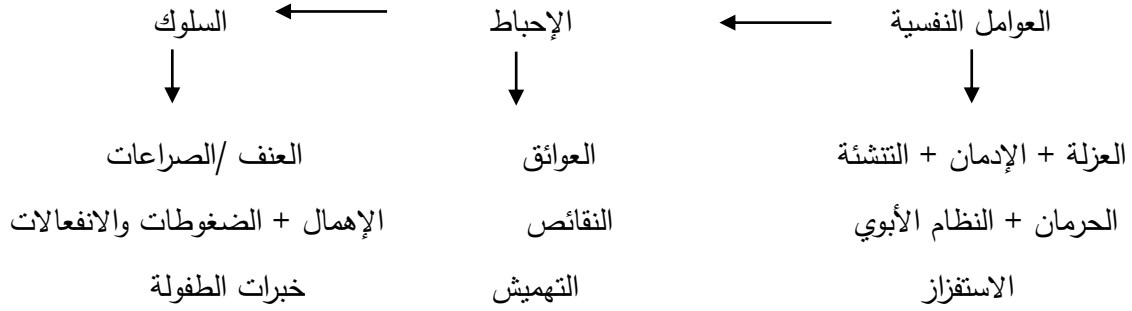 العوامل النفسية الإحباط السلوك
العزلة + الإدمان + التنشئة العوائق العنف /الصراعات
الحرمان + النظام الأبوي النقائص الإهمال + الضغوطات والانفعالات
الاستفزاز التهميش خبرات الطفولة